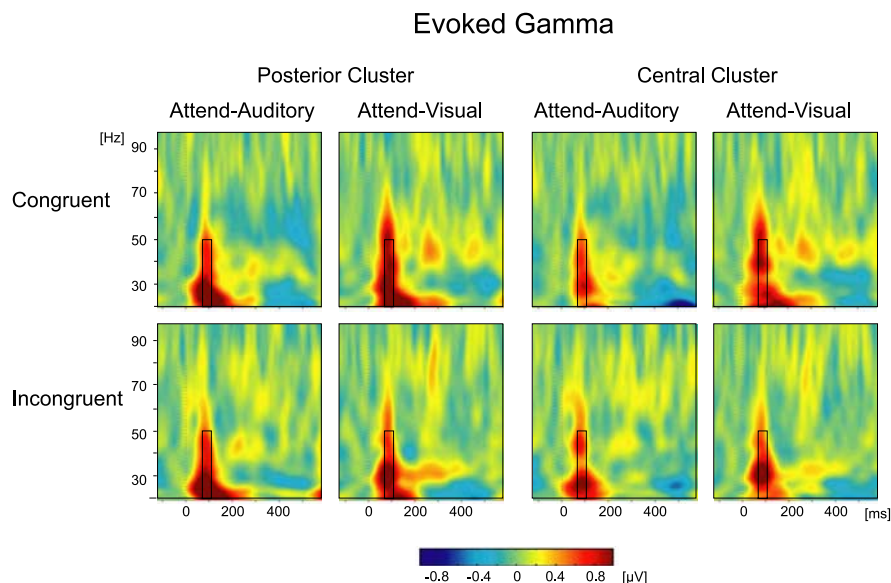 Evoked Gamma
Posterior Cluster Central Cluster
Attend-Auditory Attend-Visual Attend-Auditory Attend-Visual
[Hz]
90
70
50
30
Congruent
90
70
50
30
Incongruent
0 200 400 0 200 400 0 200 400 0 200 400 [ms]
-0.8 -0.4 0 0.4 0.8 [µV]